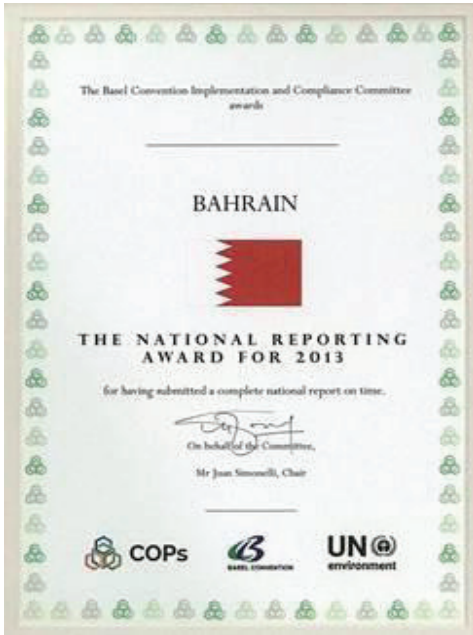 The Basel Convention Implementation and Compliance Committee
awards
BAHRAIN
THE NATIONAL REPORTING
AWARD FOR 2013
for having submitted a complete national report on time.
On behalf of the Committee,
Mr Juan Simonelli, Chair
COPs
BASEL CONVENTION
UN
environment